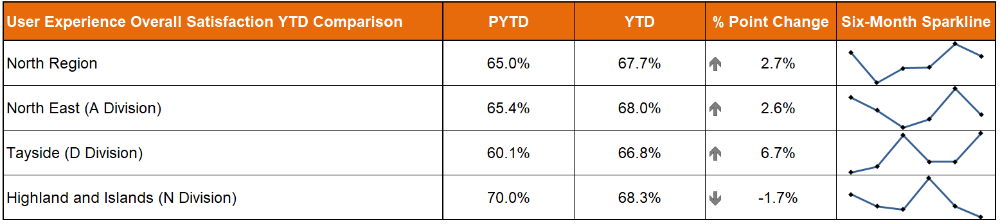 User Experience Overall Satisfaction YTD Comparison PYTD YTD % Point Change Six-Month Sparkline
North Region 65.0% 67.7% 2.7%
North East (A Division) 65.4% 68.0% 2.6%
Tayside (D Division) 60.1% 66.8% 6.7%
Highland and Islands (N Division) 70.0% 68.3% -1.7%